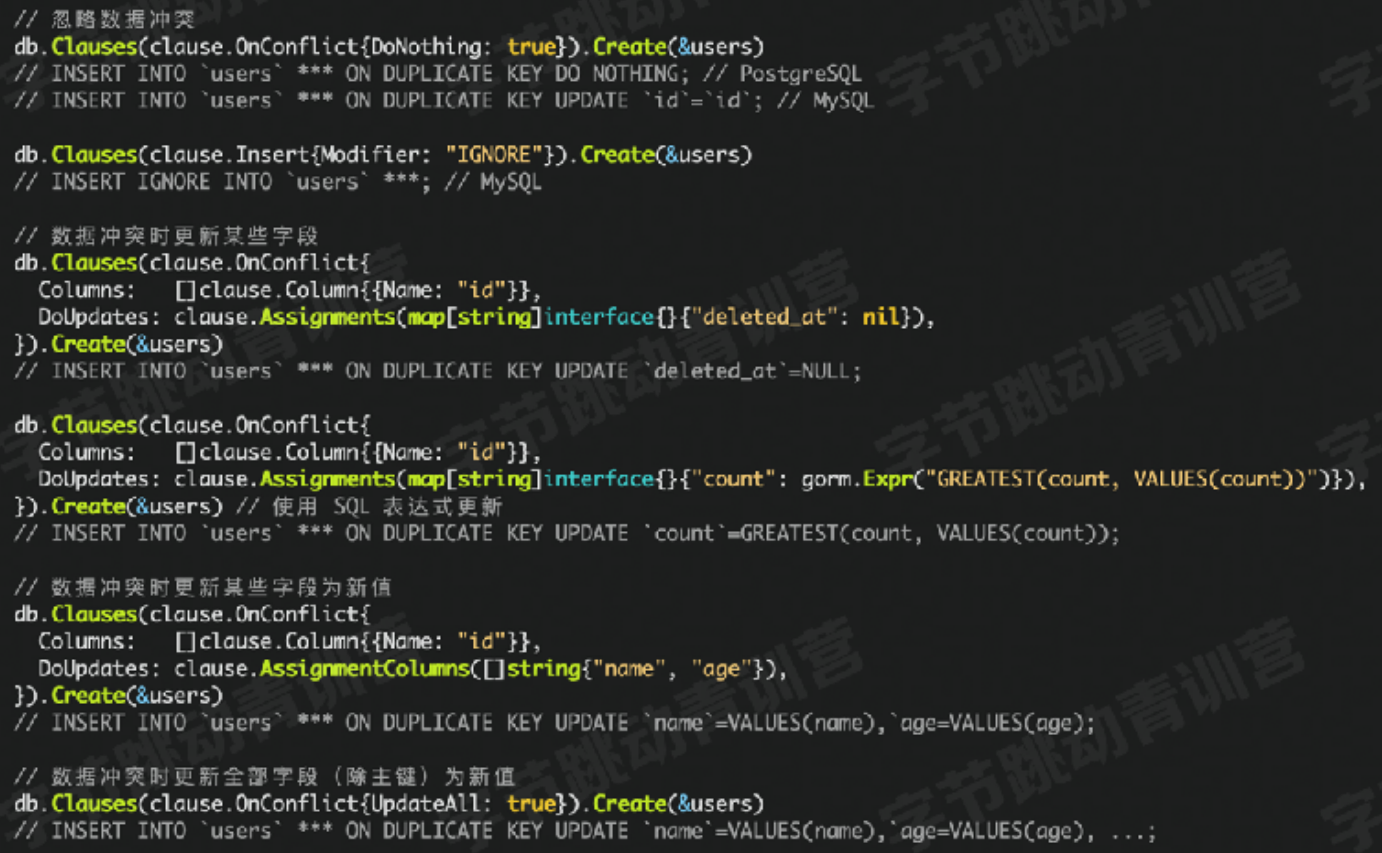 // 忽略数据冲突
db.Clauses(clause.OnConflict{DoNothing: true}).Create(&users)
// INSERT INTO `users` *** ON DUPLICATE KEY DO NOTHING; // PostgreSQL
// INSERT INTO `users` *** ON DUPLICATE KEY UPDATE `id`=`id`; // MySQL
db.Clauses(clause.Insert{Modifier: "IGNORE"}).Create(&users)
// INSERT IGNORE INTO `users` ***; // MySQL
// 数据冲突时更新某些字段
db.Clauses(clause.OnConflict{
  Columns:   []clause.Column{{Name: "id"}},
  DoUpdates: clause.Assignments(map[string]interface{}{"deleted_at": nil}),
}).Create(&users)
// INSERT INTO `users` *** ON DUPLICATE KEY UPDATE `deleted_at`=NULL;
db.Clauses(clause.OnConflict{
  Columns:   []clause.Column{{Name: "id"}},
  DoUpdates: clause.Assignments(map[string]interface{}{"count": gorm.Expr("GREATEST(count, VALUES(count))")}),
}).Create(&users) // 使用 SQL 表达式更新
// INSERT INTO `users` *** ON DUPLICATE KEY UPDATE `count`=GREATEST(count, VALUES(count));
// 数据冲突时更新某些字段为新值
db.Clauses(clause.OnConflict{
  Columns:   []clause.Column{{Name: "id"}},
  DoUpdates: clause.AssignmentColumns([]string{"name", "age"}),
}).Create(&users)
// INSERT INTO `users` *** ON DUPLICATE KEY UPDATE `name`=VALUES(name),`age=VALUES(age);
// 数据冲突时更新全部字段（除主键）为新值
db.Clauses(clause.OnConflict{UpdateAll: true}).Create(&users)
// INSERT INTO `users` *** ON DUPLICATE KEY UPDATE `name`=VALUES(name),`age=VALUES(age), ...;
字节跳动青训营